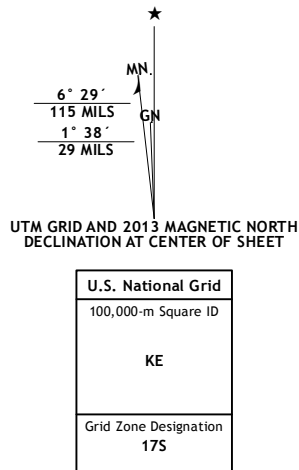 ★
MN.
6° 29´
115 MILS
GN
1° 38´
29 MILS
UTM GRID AND 2013 MAGNETIC NORTH
DECLINATION AT CENTER OF SHEET
U.S. National Grid
100,000-m Square ID
KE
Grid Zone Designation
17S